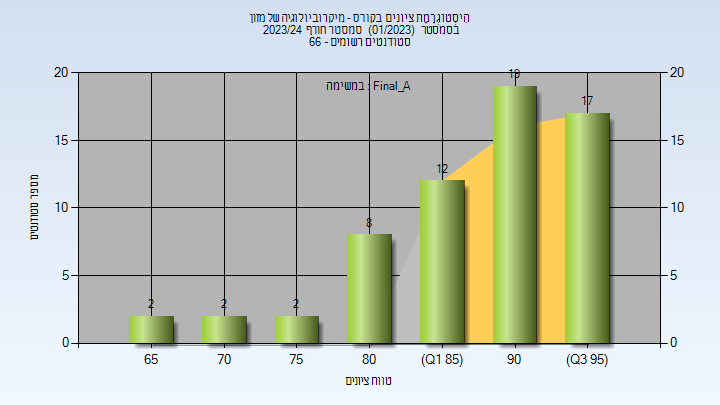 היסטוגרמת ציונים בקורס - מיקרוביולוגיה של מזון
בסמסטר (01/2023) סמסטר חורף 2023/24
סטודנטים רשומים - 66
במשימה : Final_A
20
15
10
5
0
20
15
10
5
0
מספר סטודנטים
2
2
2
8
12
19
17
65
70
75
80
(Q1 85)
90
(Q3 95)
טווח ציונים